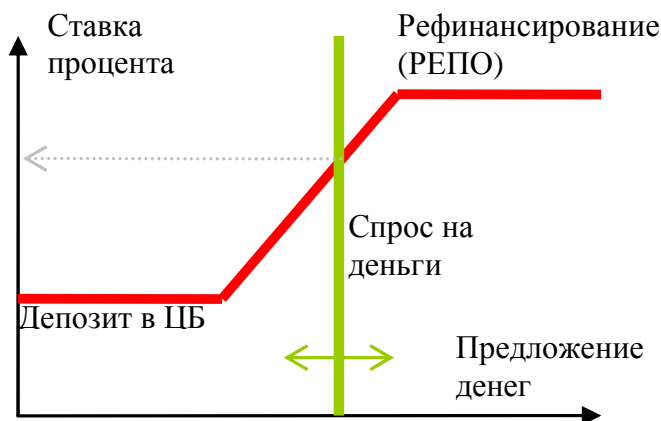 Ставка
процента
Рефинансирование
(РЕПО)
Спрос на
деньги
Депозит в ЦБ
Предложение
денег